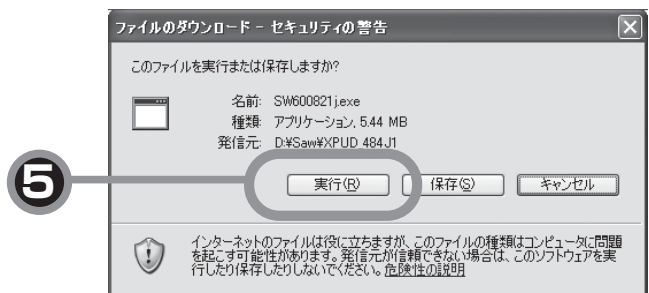 ファイルのダウンロード - セキュリティの警告
このファイルを実行または保存しますか?
名前: SW600821j.exe
種類: アプリケーション, 5.44 MB
発信元: D:¥Saw¥XPUD_484J1
5
実行(R) 保存(S) キャンセル
インターネットのファイルは役に立ちますが、このファイルの種類はコンピュータに問題
を起こす可能性があります。発信元が信頼できない場合は、このソフトウェアを実
行したり保存したりしないでください。危険性の説明